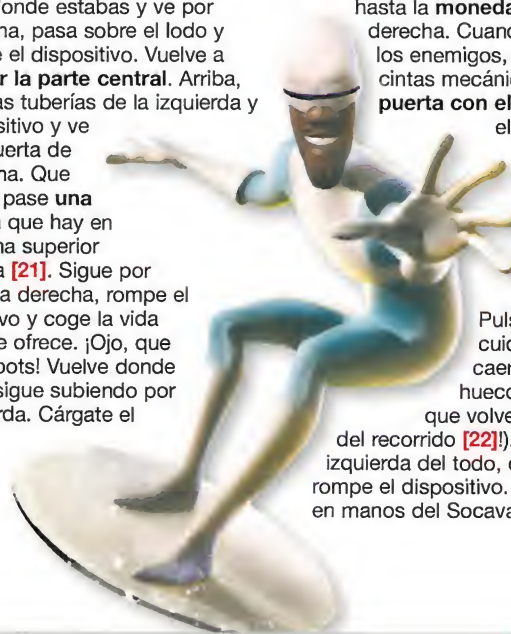 onde estabas y ve por
na, pasa sobre el lodo y
e el dispositivo. Vuelve a
r la parte central. Arriba,
as tuberías de la izquierda y
sitivo y ve
uerta de
na. Que
pase una
que hay en
na superior
a [21]. Sigue por
a derecha, rompe el
vo y coge la vida
e ofrece. ¡Ojo, que
oots! Vuelve donde
sigue subiendo por
rda. Cárgate el
hasta la moneda
derecha. Cuand
los enemigos,
cintas mecánic
puerta con el
el
Puls
cuid
caer
hueco
que volve
del recorrido [22]!).
izquierda del todo, c
rompe el dispositivo.
en manos del Socava